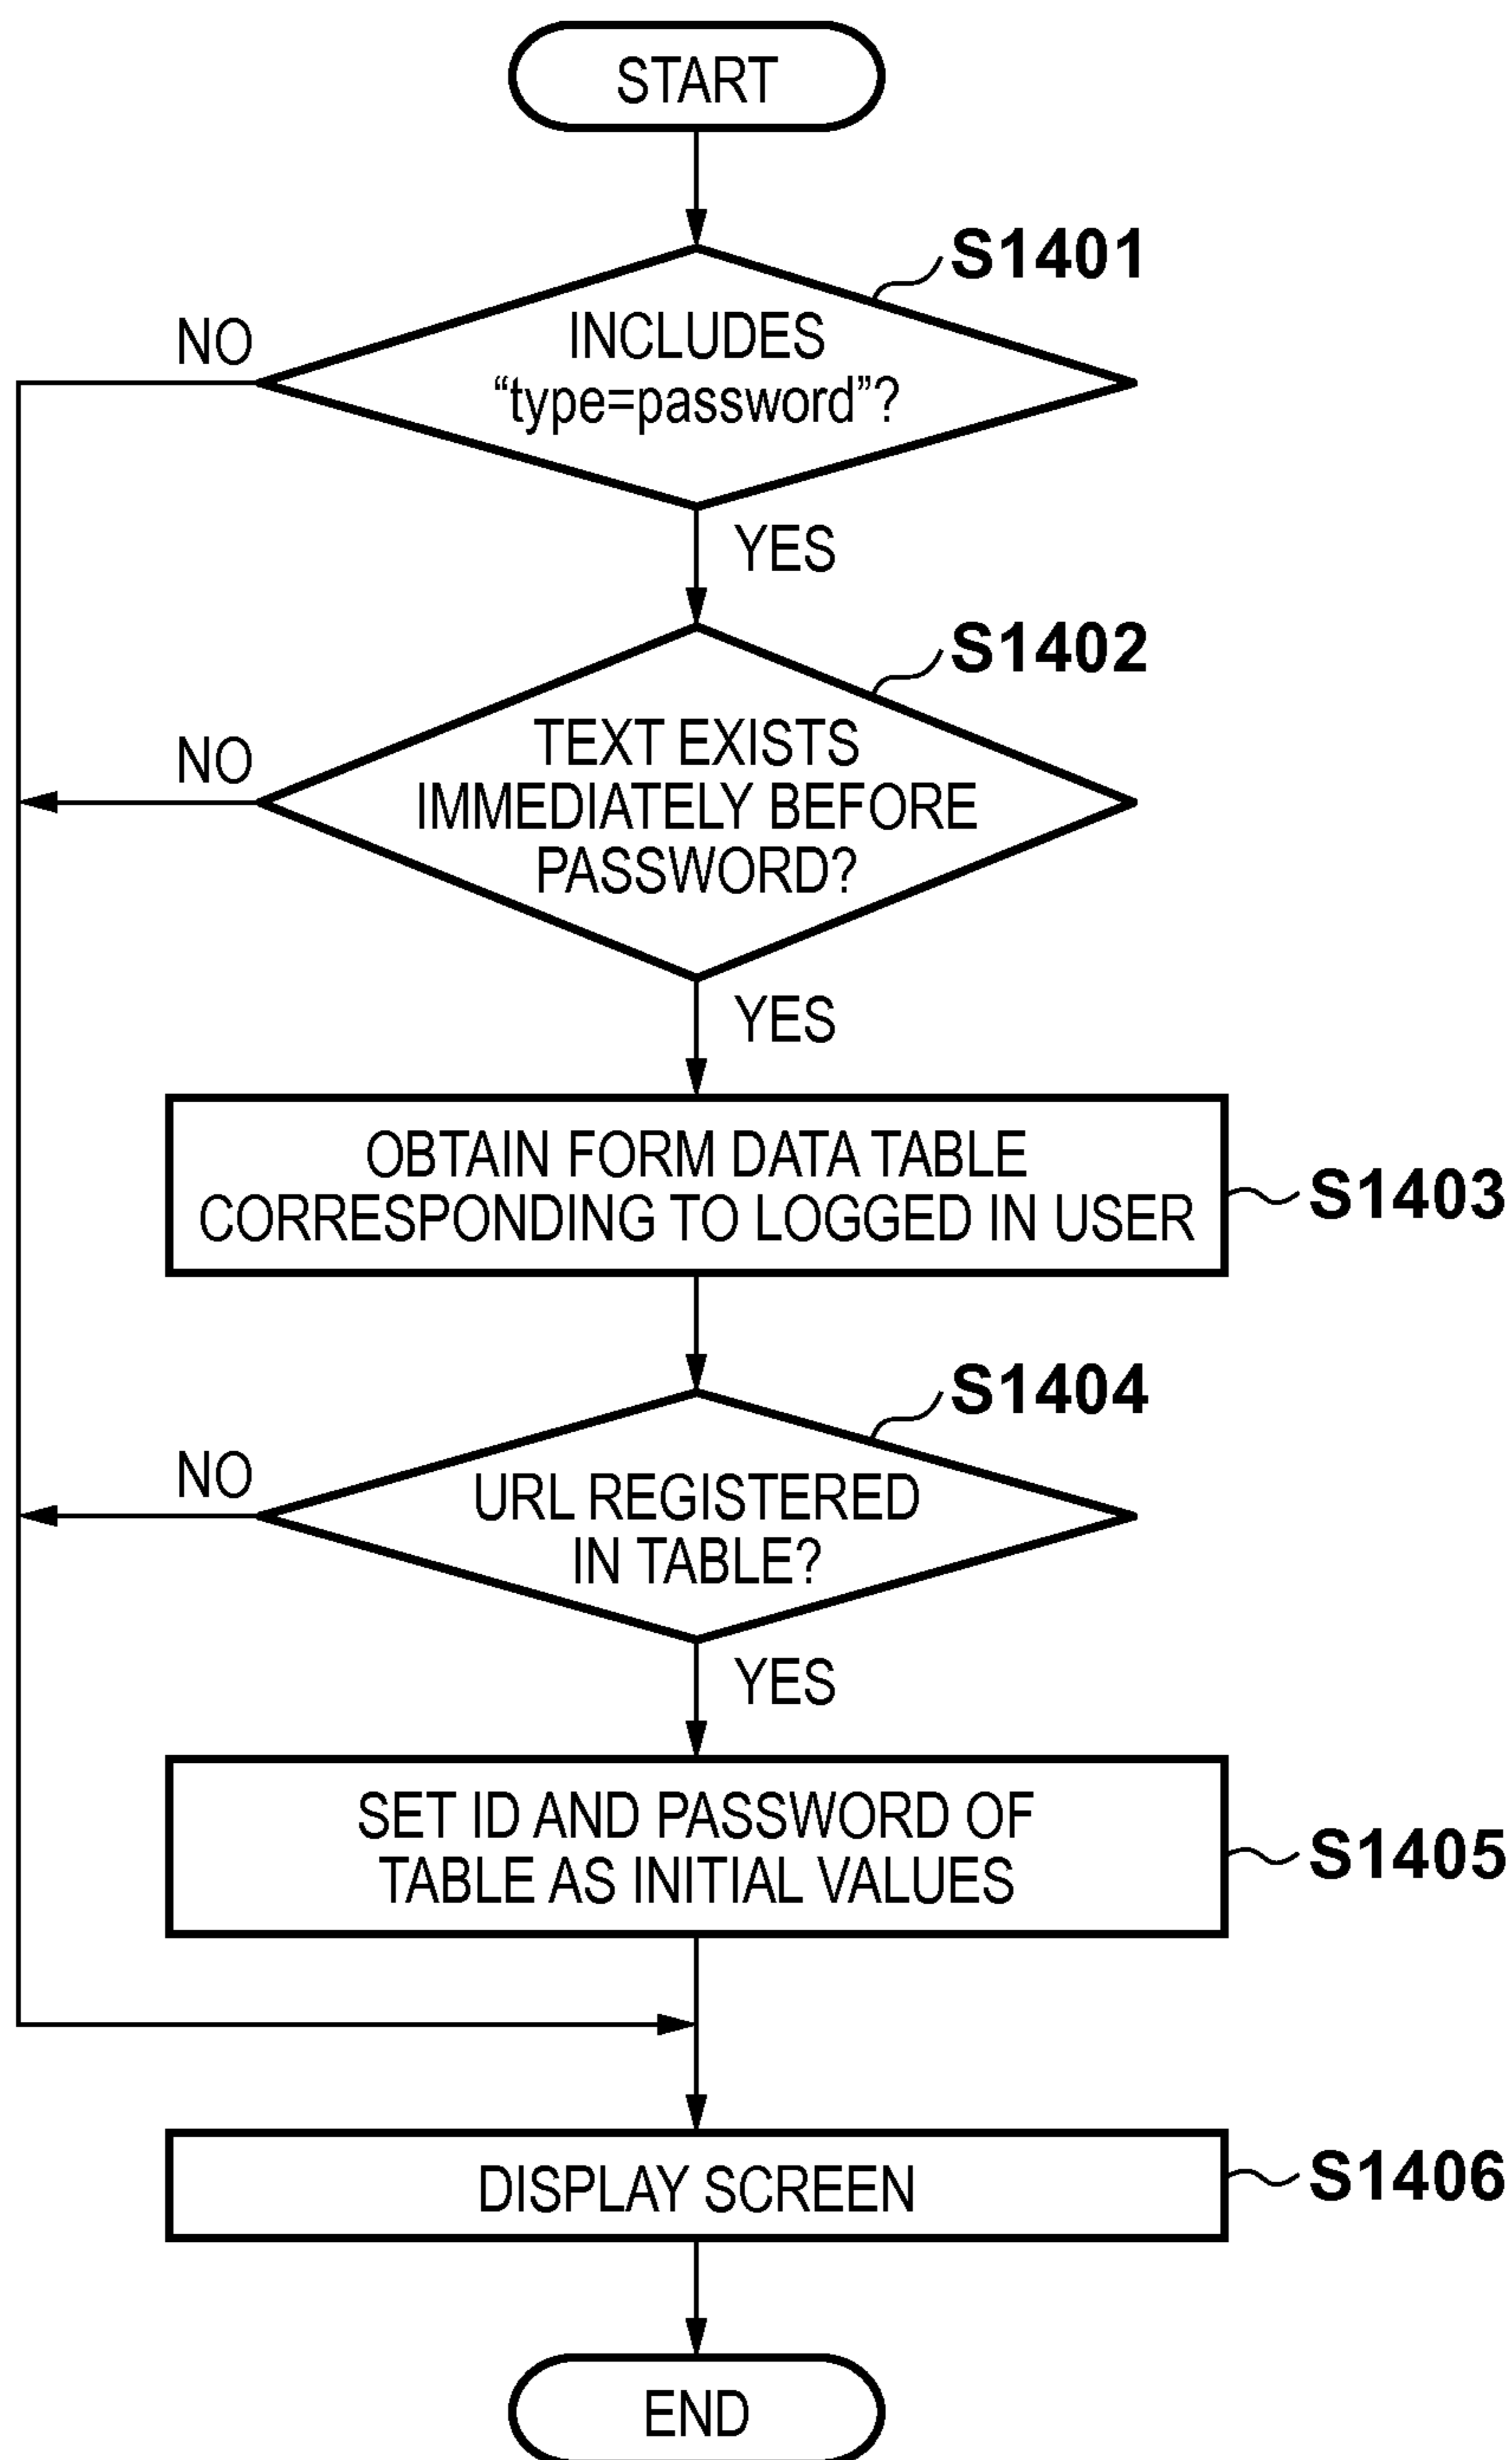 START
S1401
NO
INCLUDES
“type=password”?
YES
S1402
NO
TEXT EXISTS
IMMEDIATELY BEFORE
PASSWORD?
YES
OBTAIN FORM DATA TABLE
CORRESPONDING TO LOGGED IN USER
S1403
S1404
NO
URL REGISTERED
IN TABLE?
YES
SET ID AND PASSWORD OF
TABLE AS INITIAL VALUES
S1405
DISPLAY SCREEN
S1406
END